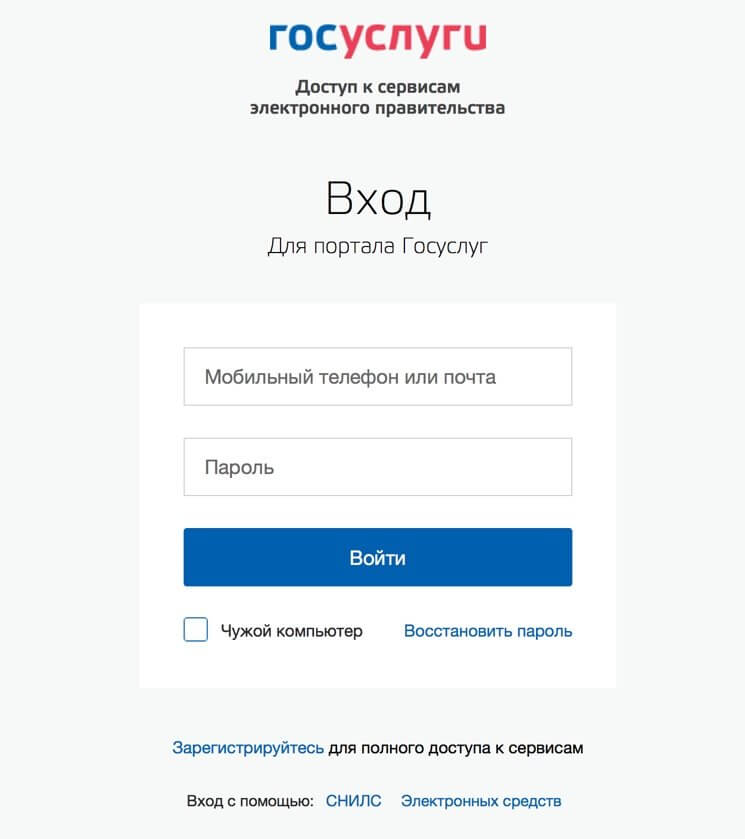 госуслуги
Доступ к сервисам
электронного правительства
Вход
Для портала Госуслуг
Мобильный телефон или почта
Пароль
Войти
Чужой компьютер Восстановить пароль
Зарегистрируйтесь для полного доступа к сервисам
Вход с помощью: СНИЛС Электронных средств